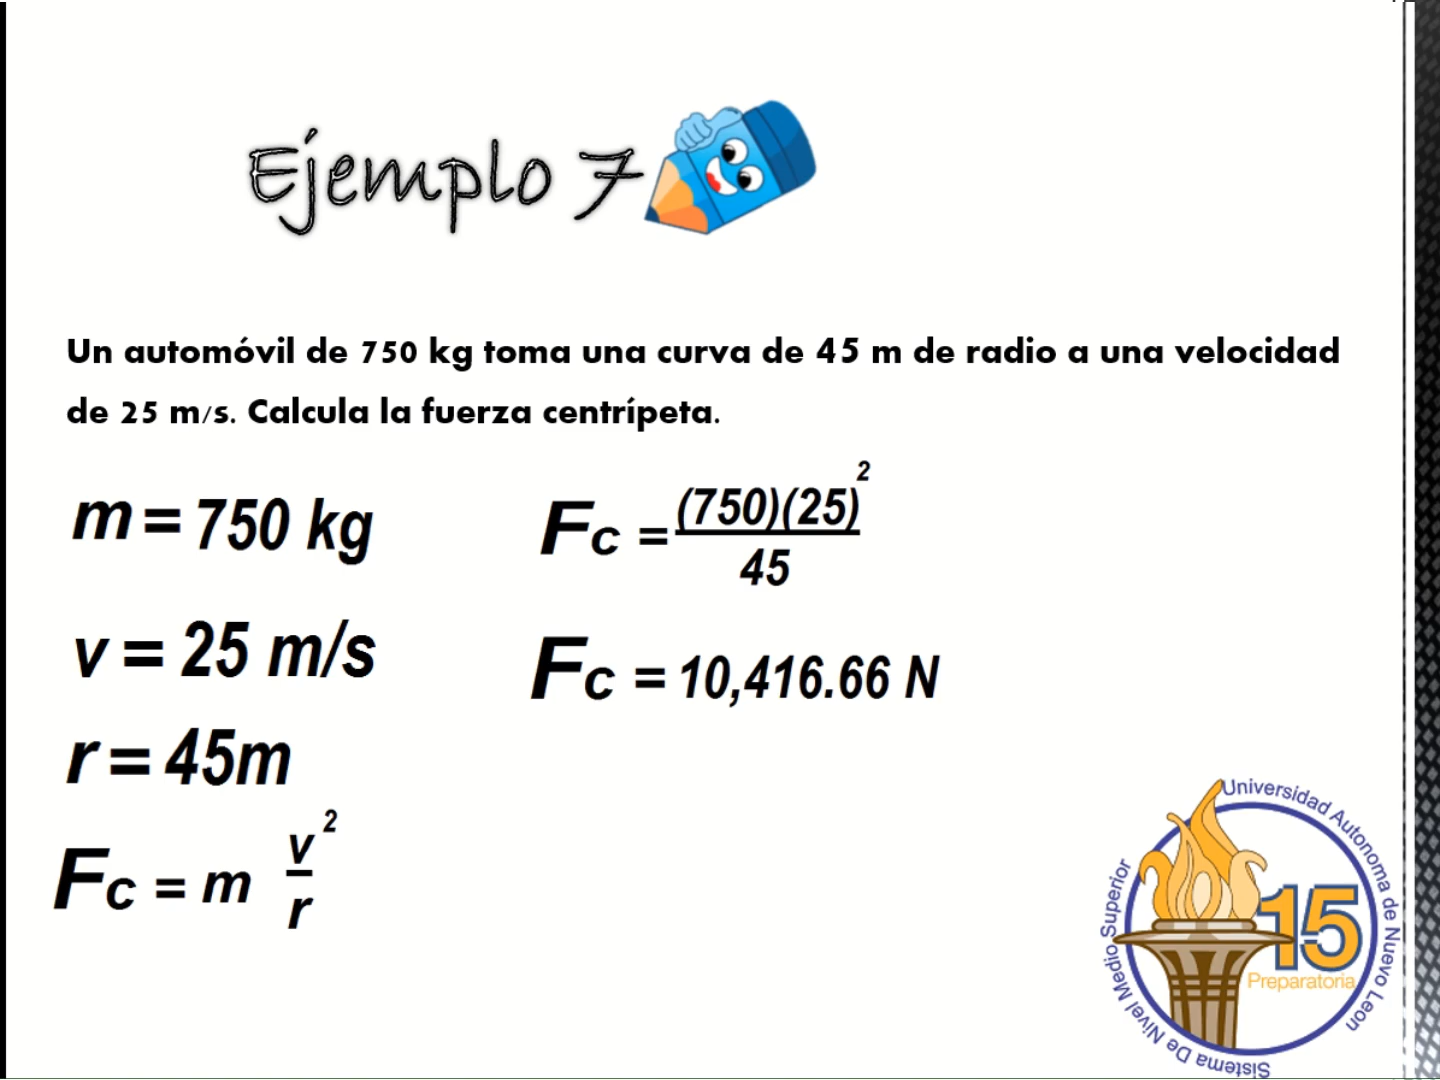 Ejemplo 7
Un automóvil de 750 kg toma una curva de 45 m de radio a una velocidad
de 25 m/s. Calcula la fuerza centrípeta.
m = 750 kg
v = 25 m/s
r = 45m
Fc = m v²/r
Fc = (750)(25)²/45
Fc = 10,416.66 N
Universidad Autonoma de Nuevo Leon
Sistema De Nivel Medio Superior
15
Preparatoria